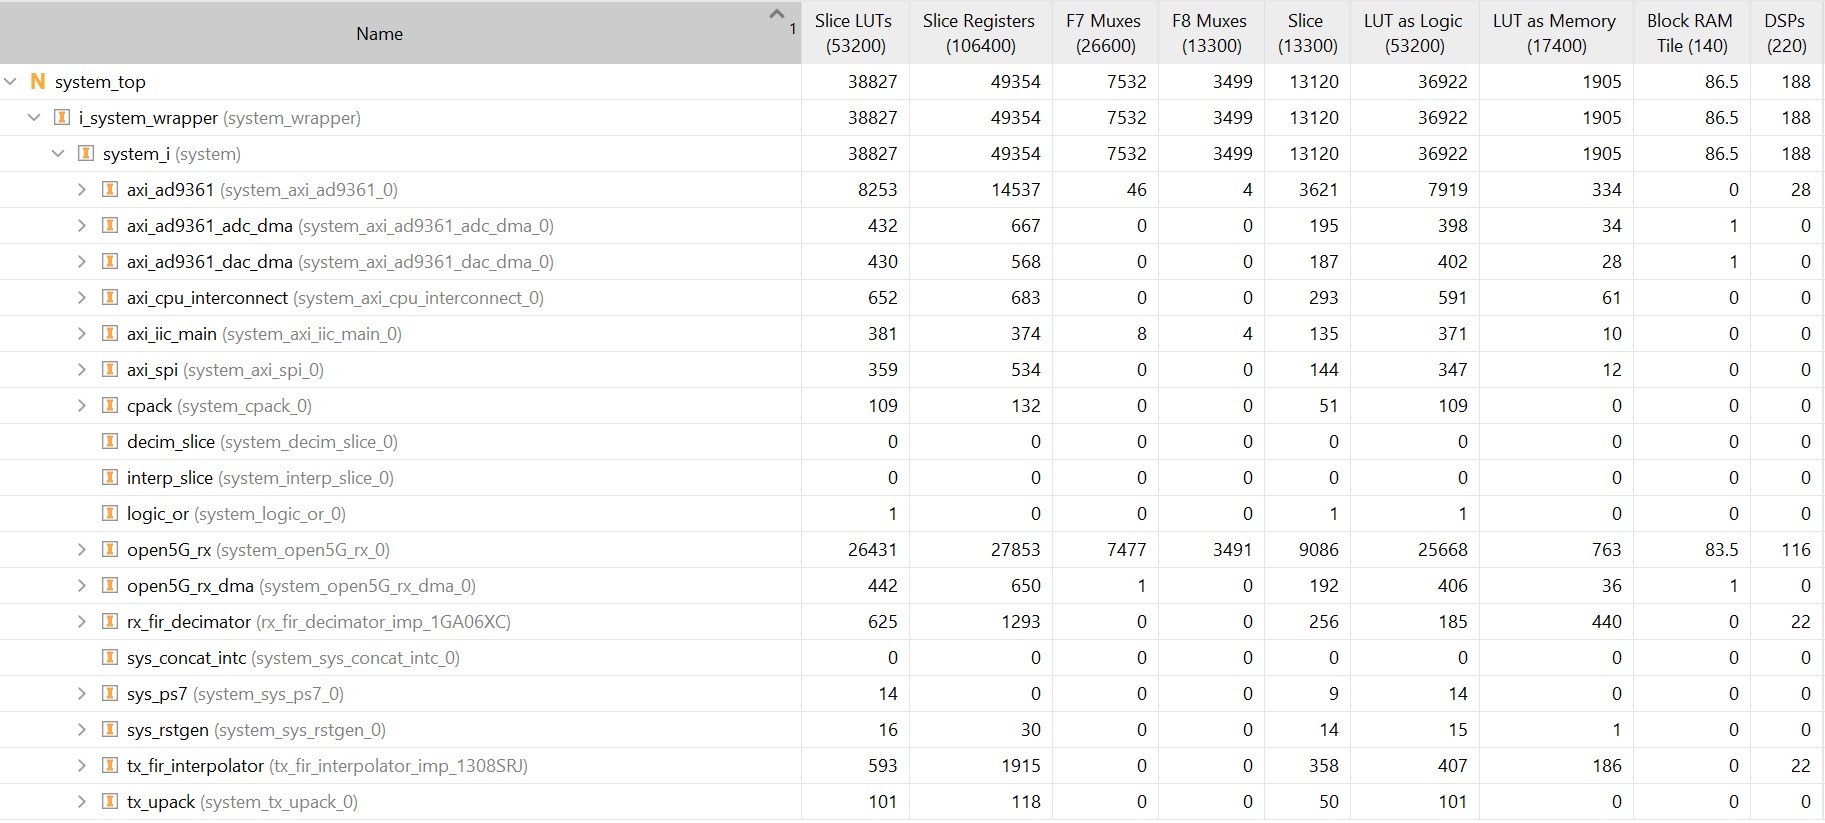 Name 1 Slice LUTs (53200) Slice Registers (106400) F7 Muxes (26600) F8 Muxes (13300) Slice (13300) LUT as Logic (53200) LUT as Memory (17400) Block RAM Tile (140) DSPs (220)
N system_top 38827 49354 7532 3499 13120 36922 1905 86.5 188
I i_system_wrapper (system_wrapper) 38827 49354 7532 3499 13120 36922 1905 86.5 188
I system_i (system) 38827 49354 7532 3499 13120 36922 1905 86.5 188
I axi_ad9361 (system_axi_ad9361_0) 8253 14537 46 4 3621 7919 334 0 28
I axi_ad9361_adc_dma (system_axi_ad9361_adc_dma_0) 432 667 0 0 195 398 34 1 0
I axi_ad9361_dac_dma (system_axi_ad9361_dac_dma_0) 430 568 0 0 187 402 28 1 0
I axi_cpu_interconnect (system_axi_cpu_interconnect_0) 652 683 0 0 293 591 61 0 0
I axi_iic_main (system_axi_iic_main_0) 381 374 8 4 135 371 10 0 0
I axi_spi (system_axi_spi_0) 359 534 0 0 144 347 12 0 0
I cpack (system_cpack_0) 109 132 0 0 51 109 0 0 0
I decim_slice (system_decim_slice_0) 0 0 0 0 0 0 0 0 0
I interp_slice (system_interp_slice_0) 0 0 0 0 0 0 0 0 0
I logic_or (system_logic_or_0) 1 0 0 0 1 1 0 0 0
I open5G_rx (system_open5G_rx_0) 26431 27853 7477 3491 9086 25668 763 83.5 116
I open5G_rx_dma (system_open5G_rx_dma_0) 442 650 1 0 192 406 36 1 0
I rx_fir_decimator (rx_fir_decimator_imp_1GA06XC) 625 1293 0 0 256 185 440 0 22
I sys_concat_intc (system_sys_concat_intc_0) 0 0 0 0 0 0 0 0 0
I sys_ps7 (system_sys_ps7_0) 14 0 0 0 9 14 0 0 0
I sys_rstgen (system_sys_rstgen_0) 16 30 0 0 14 15 1 0 0
I tx_fir_interpolator (tx_fir_interpolator_imp_1308SRJ) 593 1915 0 0 358 407 186 0 22
I tx_upack (system_tx_upack_0) 101 118 0 0 50 101 0 0 0